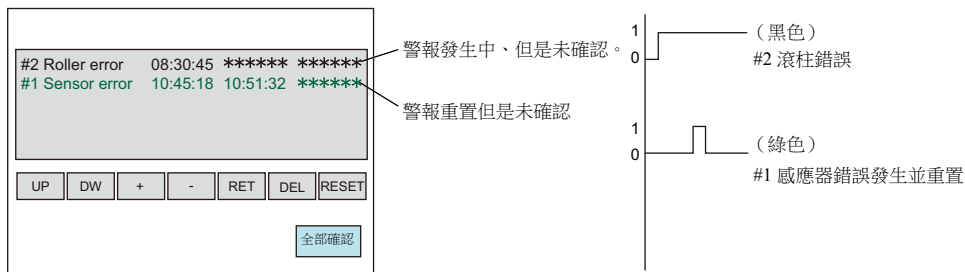 #2 Roller error 08:30:45 ****** ******
#1 Sensor error 10:45:18 10:51:32 ******
UP DW + - RET DEL RESET
全部確認
警報發生中、但是未確認。
警報重置但是未確認
1
0
（黑色）
#2 滾柱錯誤
1
0
（綠色）
#1 感應器錯誤發生並重置